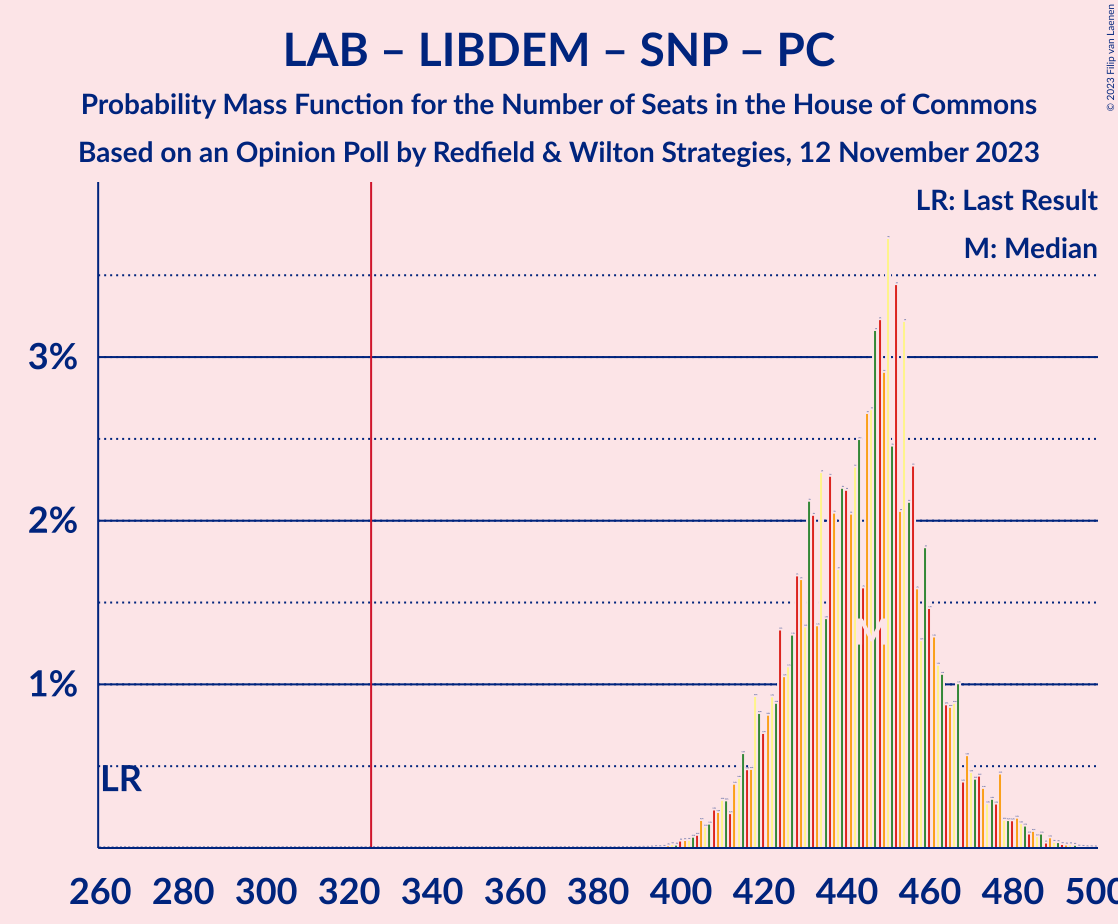 LAB – LIBDEM – SNP – PC
Probability Mass Function for the Number of Seats in the House of Commons
Based on an Opinion Poll by Redfield & Wilton Strategies, 12 November 2023
© 2023 Filip van Laenen
LR: Last Result
M: Median
3%
2%
1%
M
LR
260 280 300 320 340 360 380 400 420 440 460 480 500